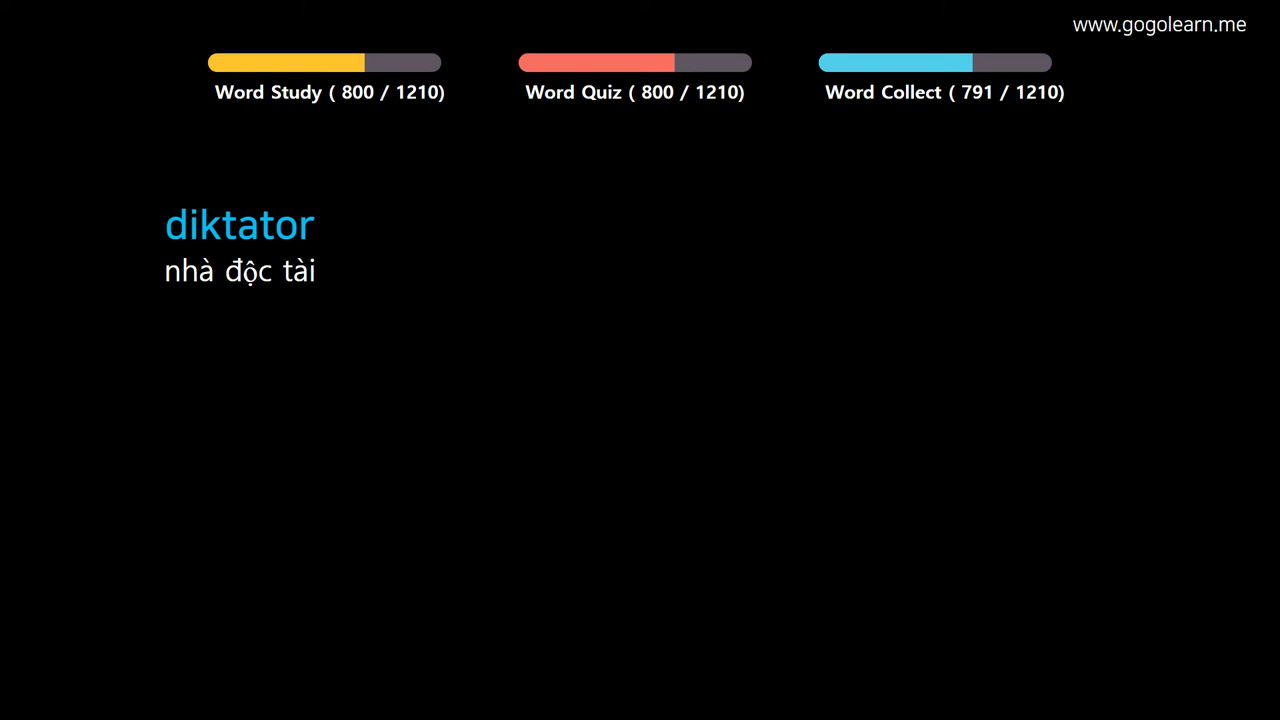 www.gogolearn.me
Word Study ( 800 / 1210)
Word Quiz ( 800 / 1210)
Word Collect ( 791 / 1210)
diktator
nhà độc tài